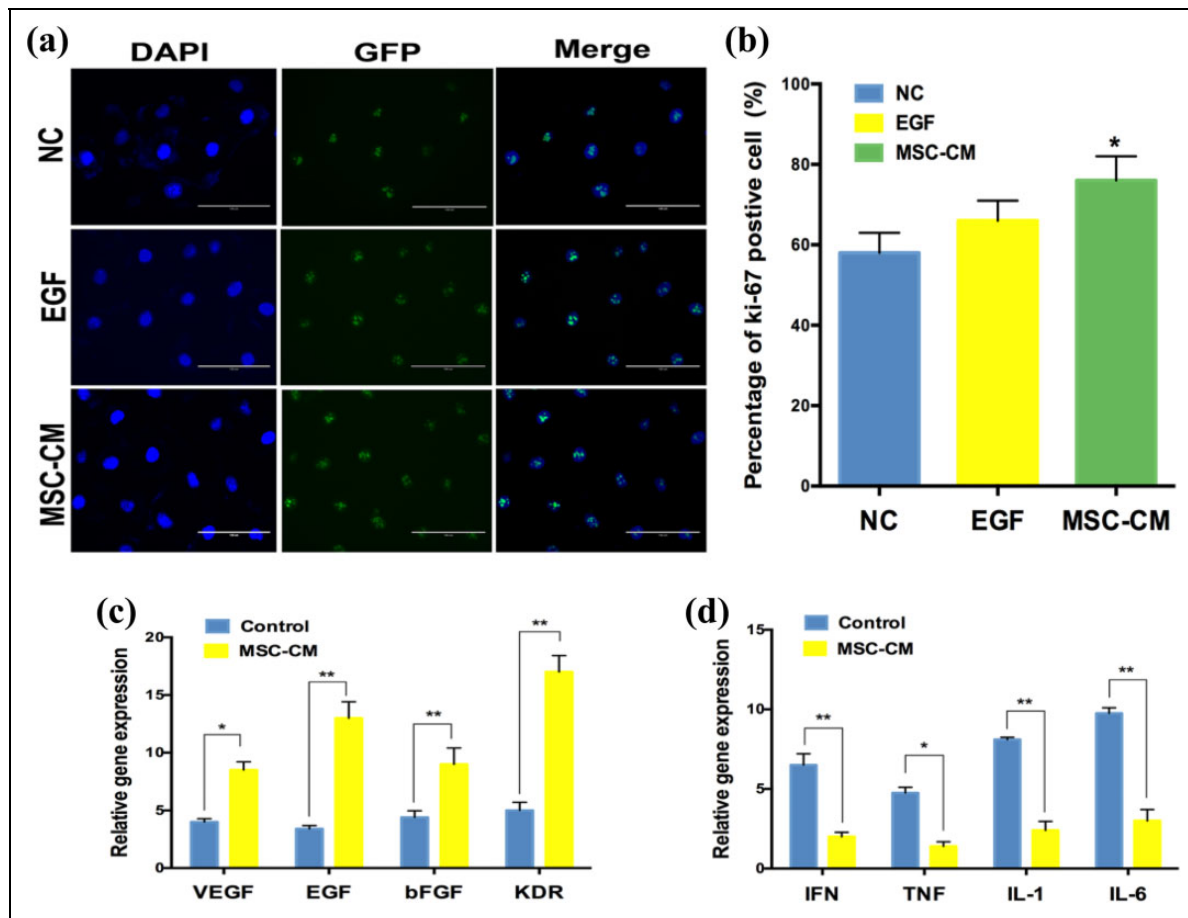 (a)
DAPI GFP Merge
NC
EGF
MSC-CM
(b)
Percentage of ki-67 postive cell (%)
100
80
60
40
20
0
NC
EGF
MSC-CM
*
NC EGF MSC-CM
(c)
Relative gene expression
20
15
10
5
0
Control
MSC-CM
* ** ** **
VEGF EGF bFGF KDR
(d)
Relative gene expression
15
10
5
0
Control
MSC-CM
** * ** **
IFN TNF IL-1 IL-6